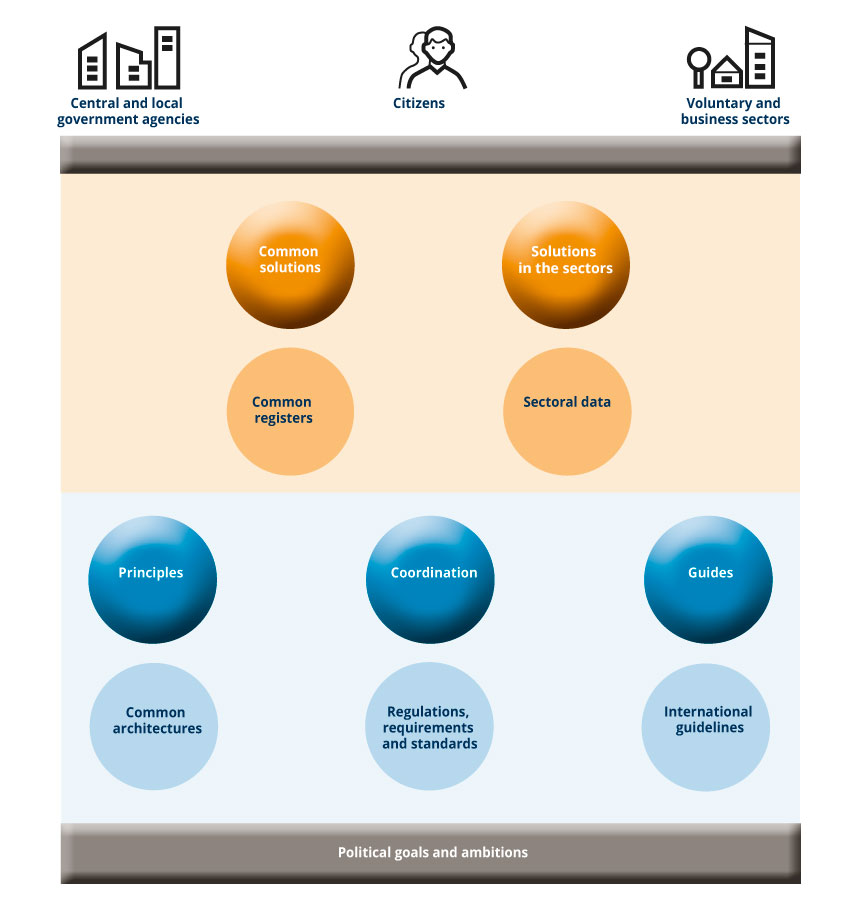 Central and local
government agencies
Citizens
Voluntary and
business sectors
Common
solutions
Solutions
in the sectors
Common
registers
Sectoral data
Principles
Coordination
Guides
Common
architectures
Regulations,
requirements
and standards
International
guidelines
Political goals and ambitions